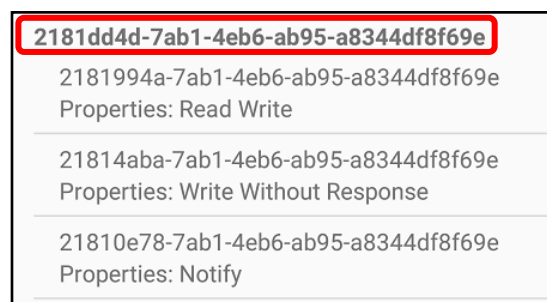 2181dd4d-7ab1-4eb6-ab95-a8344df8f69e
2181994a-7ab1-4eb6-ab95-a8344df8f69e
Properties: Read Write
21814aba-7ab1-4eb6-ab95-a8344df8f69e
Properties: Write Without Response
21810e78-7ab1-4eb6-ab95-a8344df8f69e
Properties: Notify